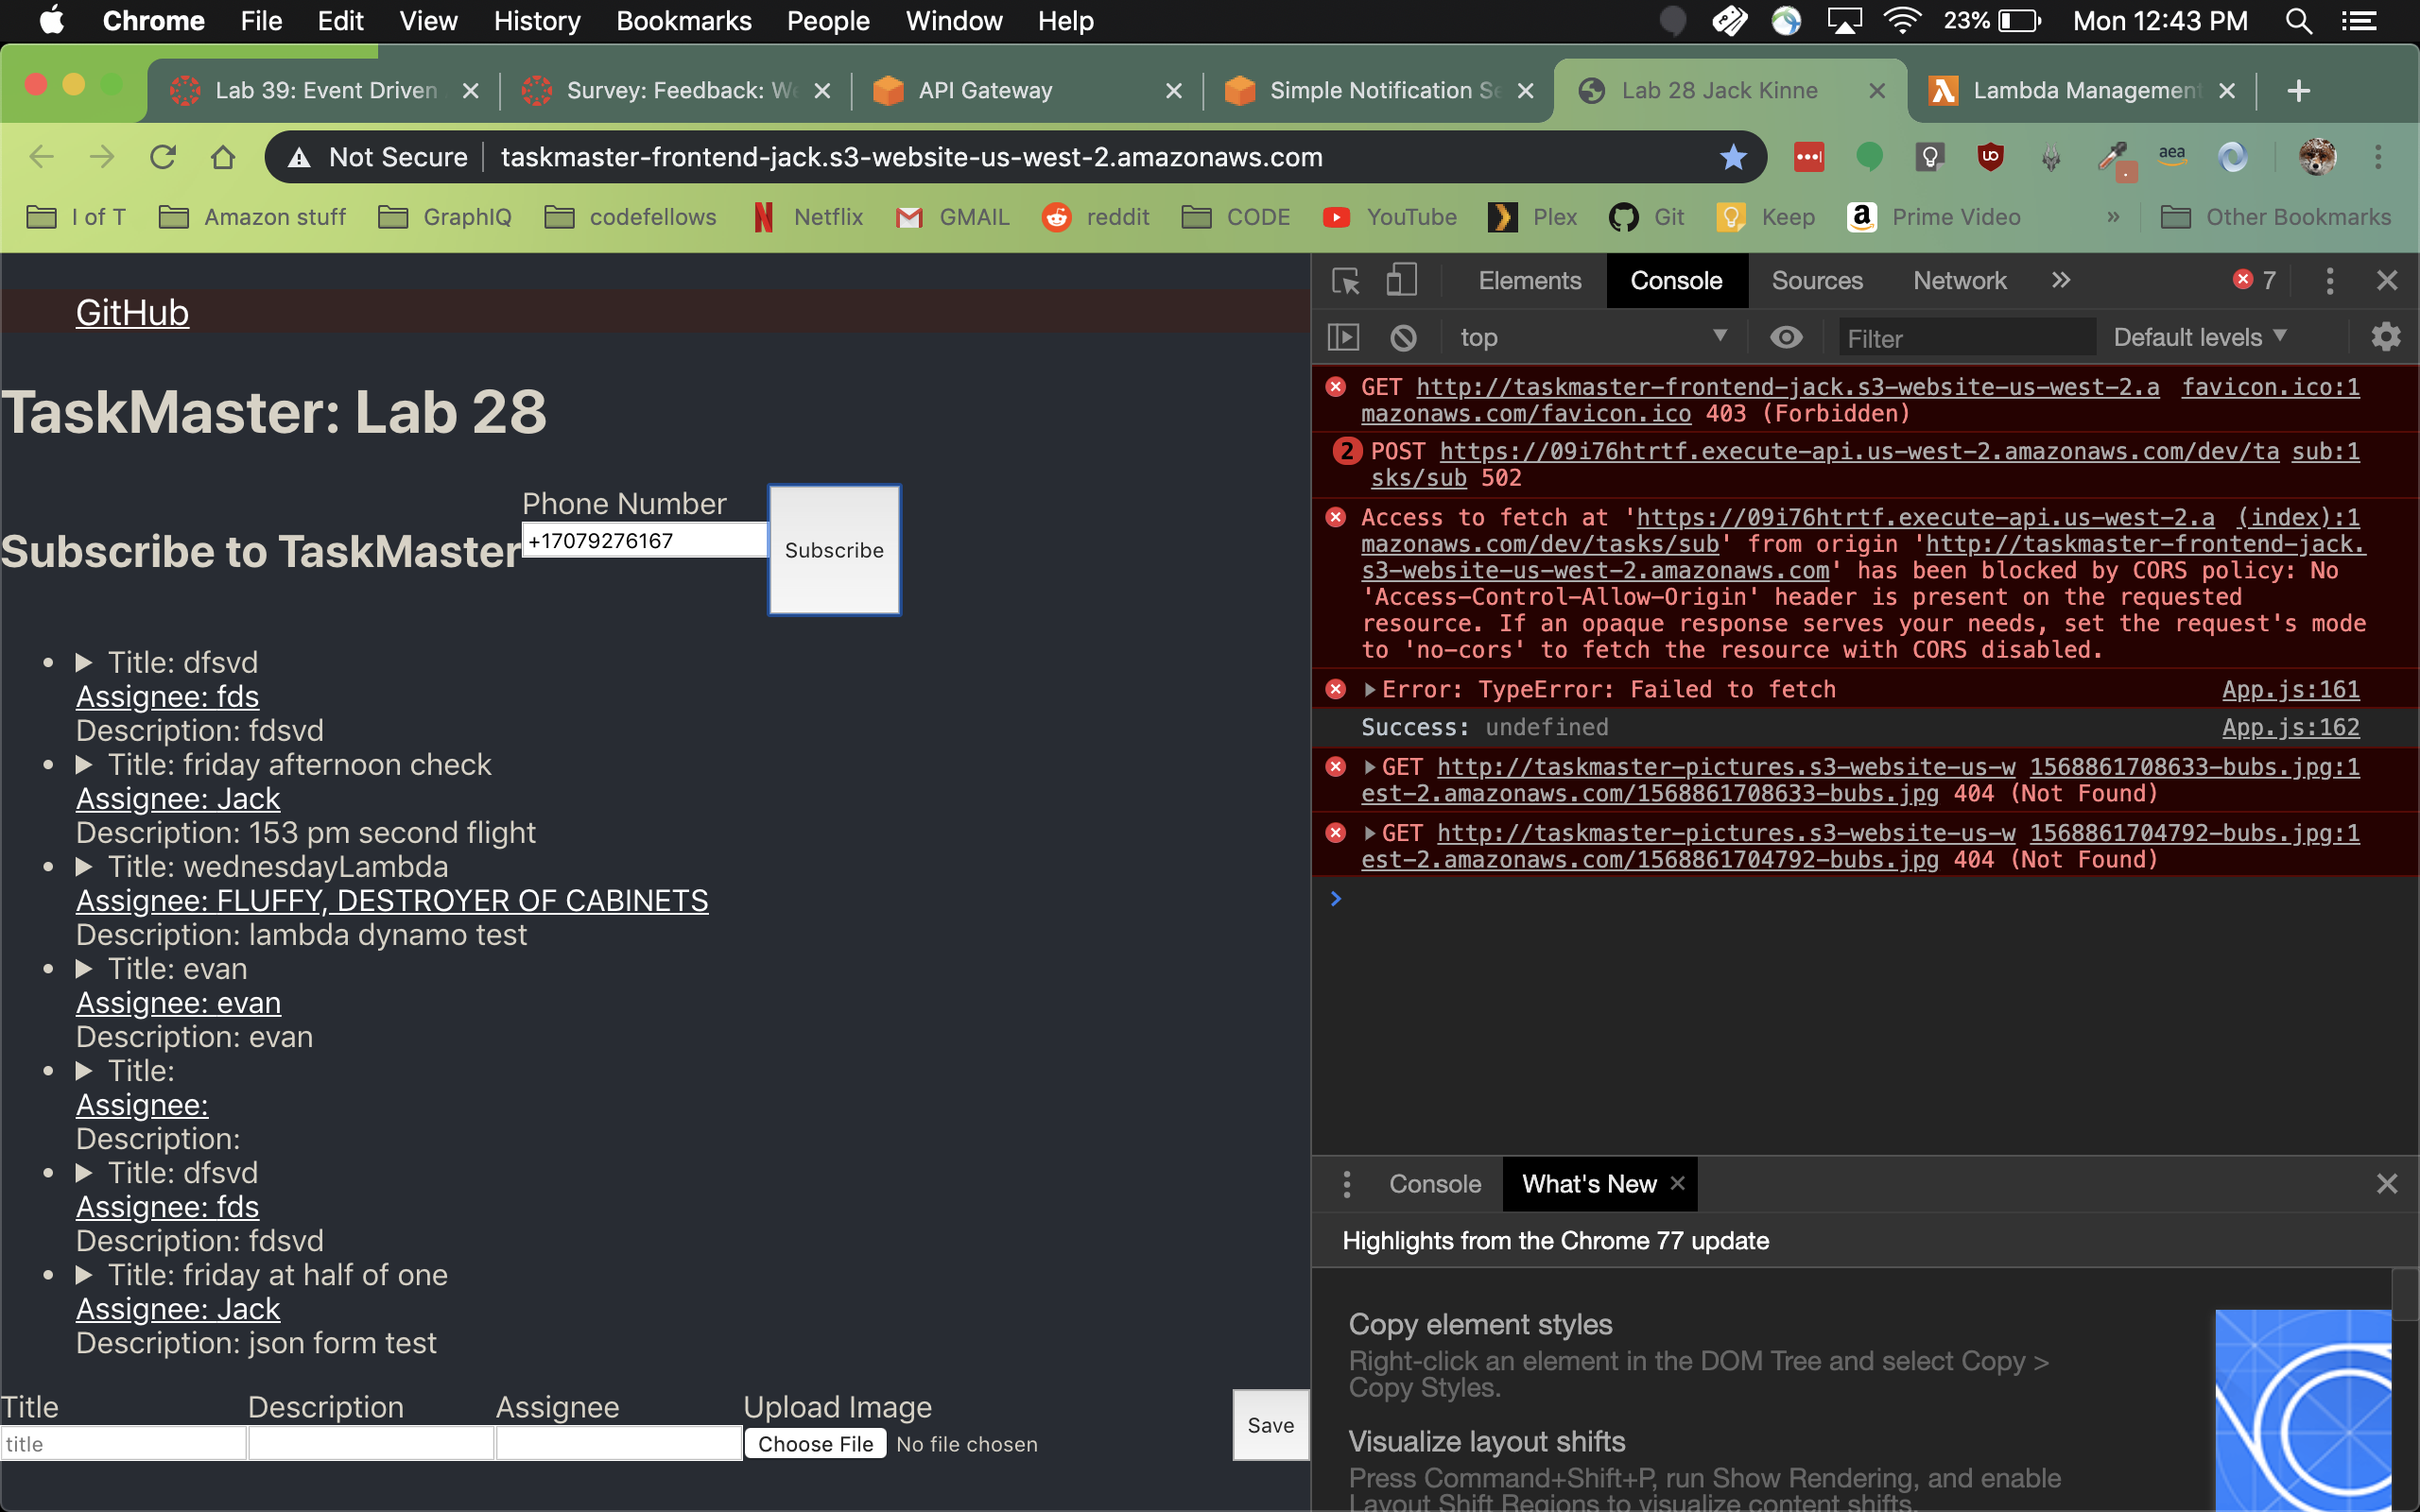 Chrome File Edit View History Bookmarks People Window Help 23% Mon 12:43 PM
Lab 39: Event Driven Survey: Feedback: We API Gateway Simple Notification Se Lab 28 Jack Kinne Lambda Management
Not Secure taskmaster-frontend-jack.s3-website-us-west-2.amazonaws.com aea
I of T Amazon stuff GraphIQ codefellows Netflix GMAIL reddit CODE YouTube Plex Git Keep Prime Video » Other Bookmarks
GitHub
TaskMaster: Lab 28
Subscribe to TaskMaster
Phone Number
+17079276167
Subscribe
Title: dfsvd
Assignee: fds
Description: fdsvd
Title: friday afternoon check
Assignee: Jack
Description: 153 pm second flight
Title: wednesdayLambda
Assignee: FLUFFY, DESTROYER OF CABINETS
Description: lambda dynamo test
Title: evan
Assignee: evan
Description: evan
Title:
Assignee:
Description:
Title: dfsvd
Assignee: fds
Description: fdsvd
Title: friday at half of one
Assignee: Jack
Description: json form test
Title Description Assignee Upload Image
title Choose File No file chosen Save
Elements Console Sources Network » 7
top Filter Default levels
GET http://taskmaster-frontend-jack.s3-website-us-west-2.a favicon.ico:1
mazonaws.com/favicon.ico 403 (Forbidden)
2 POST https://09i76htrtf.execute-api.us-west-2.amazonaws.com/dev/ta sub:1
sks/sub 502
Access to fetch at 'https://09i76htrtf.execute-api.us-west-2.a (index):1
mazonaws.com/dev/tasks/sub' from origin 'http://taskmaster-frontend-jack.
s3-website-us-west-2.amazonaws.com' has been blocked by CORS policy: No
'Access-Control-Allow-Origin' header is present on the requested
resource. If an opaque response serves your needs, set the request's mode
to 'no-cors' to fetch the resource with CORS disabled.
Error: TypeError: Failed to fetch App.js:161
Success: undefined App.js:162
GET http://taskmaster-pictures.s3-website-us-w 1568861708633-bubs.jpg:1
est-2.amazonaws.com/1568861708633-bubs.jpg 404 (Not Found)
GET http://taskmaster-pictures.s3-website-us-w 1568861704792-bubs.jpg:1
est-2.amazonaws.com/1568861704792-bubs.jpg 404 (Not Found)
Console What's New
Highlights from the Chrome 77 update
Copy element styles
Right-click an element in the DOM Tree and select Copy >
Copy Styles.
Visualize layout shifts
Press Command+Shift+P, run Show Rendering, and enable
Layout Shift Regions to visualize content shifts.